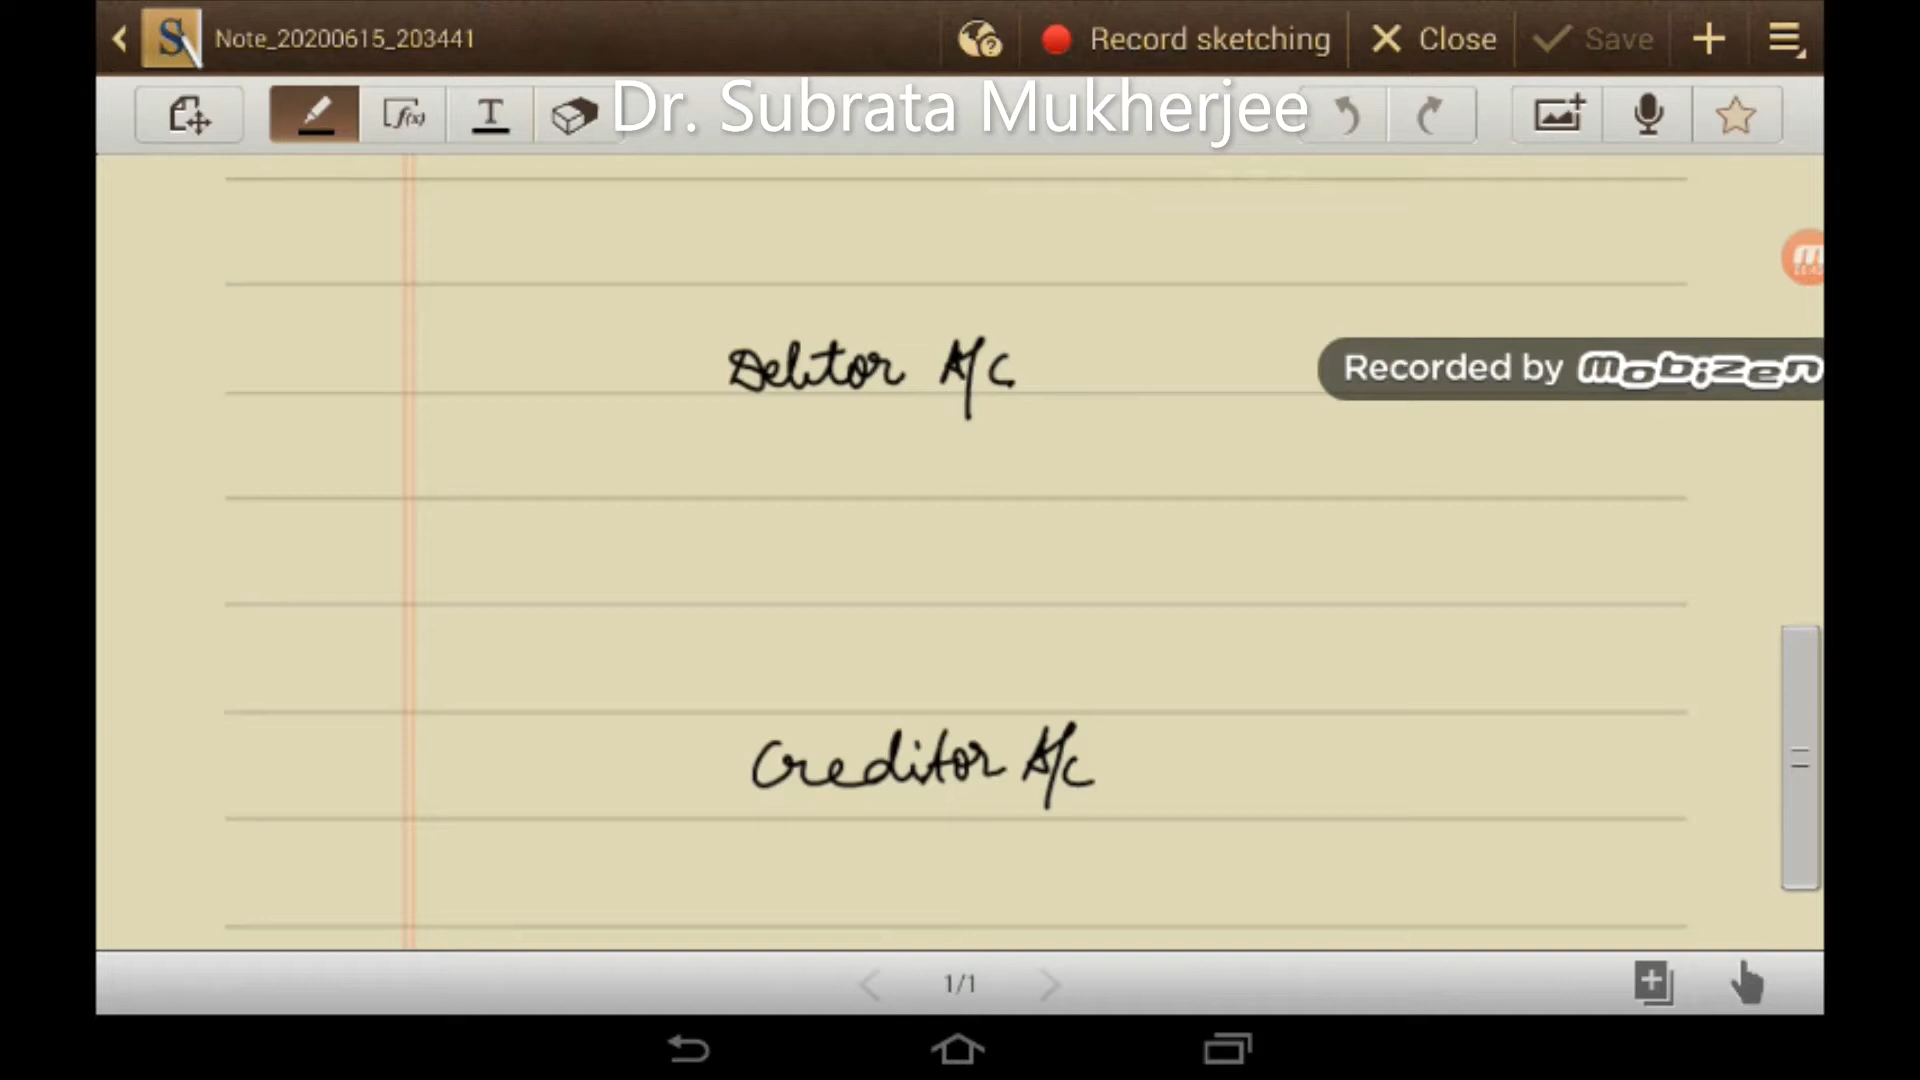 Note_20200615_203441
Record sketching
Close
Save
T
Dr. Subrata Mukherjee
Debtor A/C
Recorded by mobizen
Creditor A/C
1/1